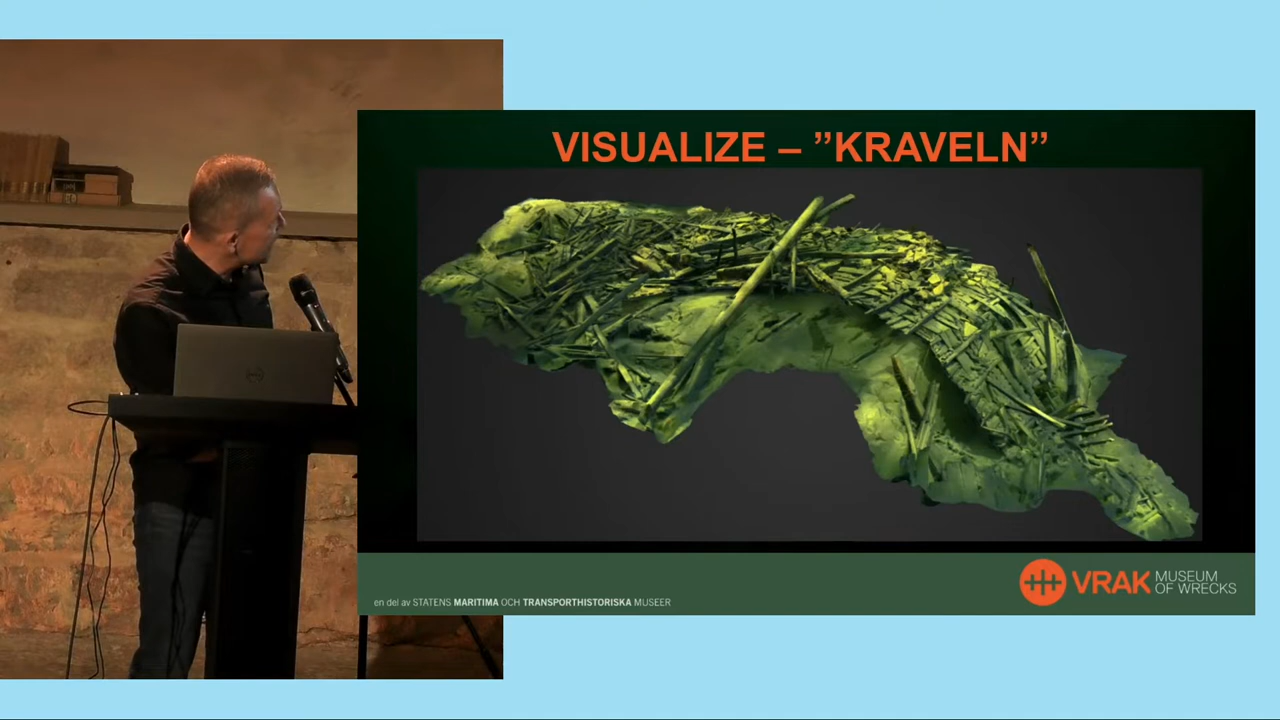 VISUALIZE – ”KRAVELN”
en del av STATENS MARITIMA OCH TRANSPORTHISTORISKA MUSEER
VRAK MUSEUM
OF WRECKS